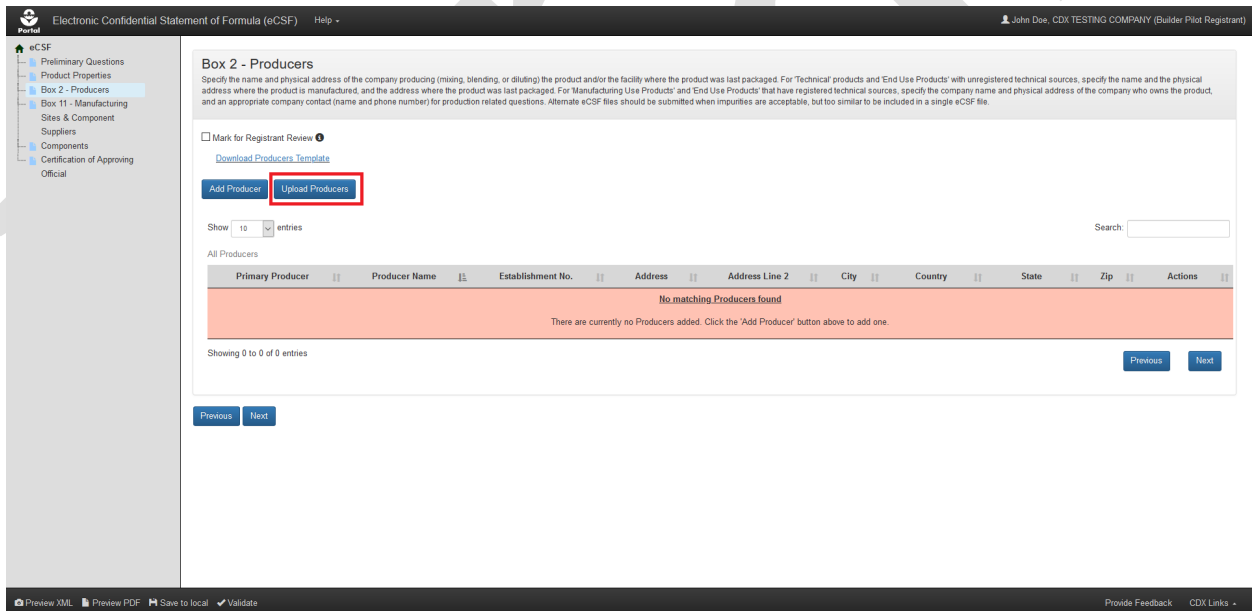 Portal
Electronic Confidential Statement of Formula (eCSF) Help
John Doe, CDX TESTING COMPANY (Builder Pilot Registrant)
eCSF
Preliminary Questions
Product Properties
Box 2 - Producers
Box 11 - Manufacturing
Sites & Component
Suppliers
Components
Certification of Approving
Official
Box 2 - Producers
Specify the name and physical address of the company producing (mixing, blending, or diluting) the product and/or the facility where the product was last packaged. For 'Technical' products and 'End Use Products' with unregistered technical sources, specify the name and the physical
address where the product is manufactured, and the address where the product was last packaged. For 'Manufacturing Use Products' and 'End Use Products' that have registered technical sources, specify the company name and physical address of the company who owns the product,
and an appropriate company contact (name and phone number) for production related questions. Alternate eCSF files should be submitted when impurities are acceptable, but too similar to be included in a single eCSF file.
Mark for Registrant Review
Download Producers Template
Add Producer Upload Producers
Show 10 entries Search:
All Producers
Primary Producer Producer Name Establishment No. Address Address Line 2 City Country State Zip Actions
No matching Producers found
There are currently no Producers added. Click the 'Add Producer' button above to add one.
Showing 0 to 0 of 0 entries
Previous Next
Previous Next
Preview XML Preview PDF Save to local Validate Provide Feedback CDX Links